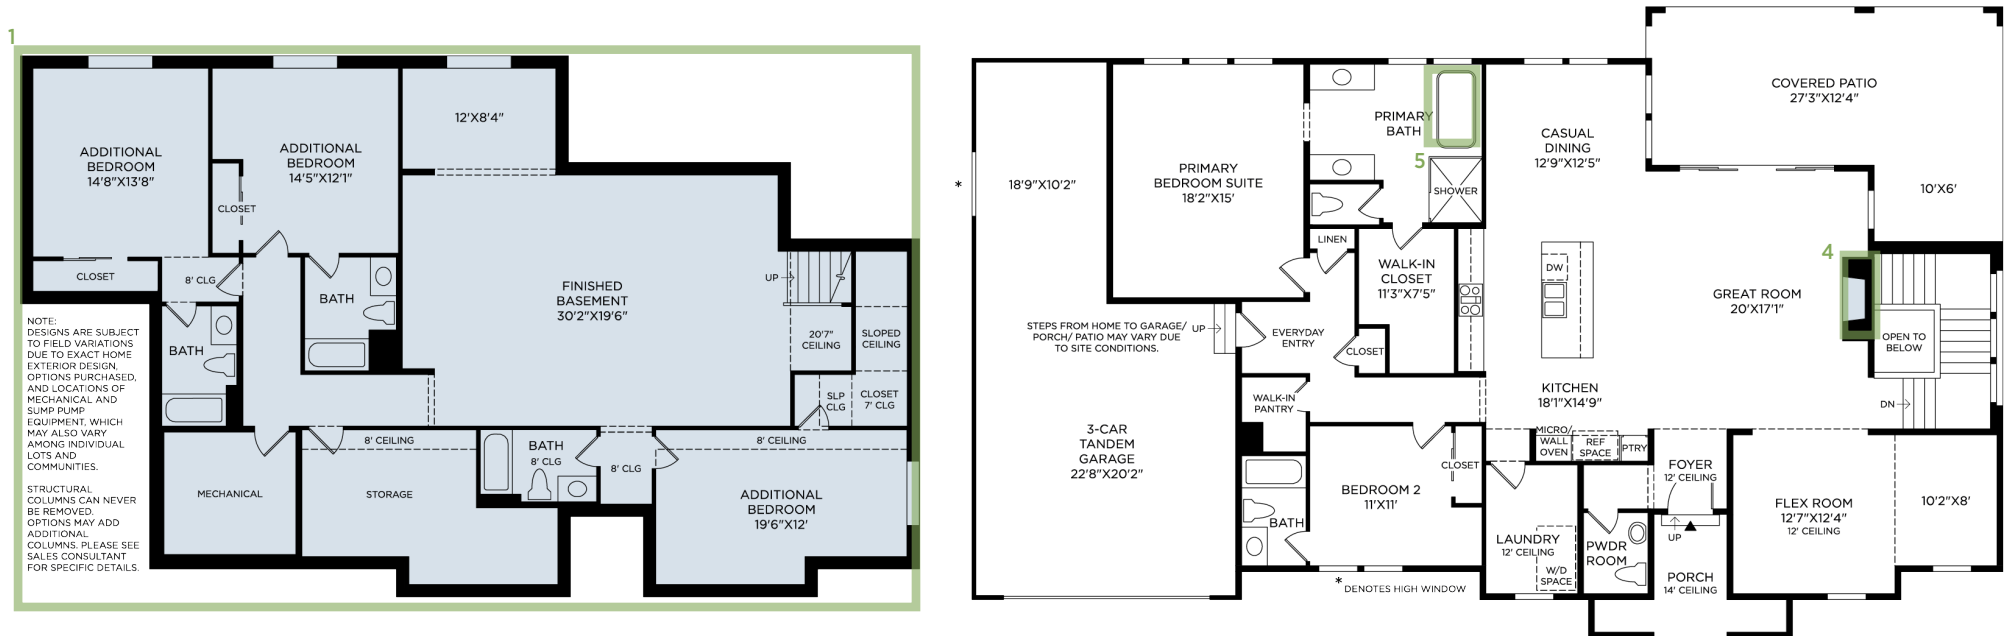 1
ADDITIONAL
BEDROOM
14'8"X13'8"
ADDITIONAL
BEDROOM
14'5"X12'1"
12'X8'4"
CLOSET
CLOSET
8' CLG
BATH
BATH
FINISHED
BASEMENT
30'2"X19'6"
UP
20'7"
CEILING
SLOPED
CEILING
SLP
CLG
CLOSET
7' CLG
NOTE:
DESIGNS ARE SUBJECT
TO FIELD VARIATIONS
DUE TO EXACT HOME
EXTERIOR DESIGN,
OPTIONS PURCHASED,
AND LOCATIONS OF
MECHANICAL AND
SUMP PUMP
EQUIPMENT, WHICH
MAY ALSO VARY
AMONG INDIVIDUAL
LOTS AND
COMMUNITIES.
STRUCTURAL
COLUMNS CAN NEVER
BE REMOVED.
OPTIONS MAY ADD
ADDITIONAL
COLUMNS. PLEASE SEE
SALES CONSULTANT
FOR SPECIFIC DETAILS.
MECHANICAL
8' CEILING
STORAGE
BATH
8' CLG
8' CLG
8' CEILING
ADDITIONAL
BEDROOM
19'6"X12'
*
18'9"X10'2"
PRIMARY
BEDROOM SUITE
18'2"X15'
PRIMARY
BATH
5
SHOWER
CASUAL
DINING
12'9"X12'5"
COVERED PATIO
27'3"X12'4"
10'X6'
LINEN
WALK-IN
CLOSET
11'3"X7'5"
DW
4
GREAT ROOM
20'X17'1"
OPEN TO
BELOW
STEPS FROM HOME TO GARAGE/
PORCH/ PATIO MAY VARY DUE
TO SITE CONDITIONS.
UP
EVERYDAY
ENTRY
CLOSET
KITCHEN
18'1"X14'9"
DN
WALK-IN
PANTRY
3-CAR
TANDEM
GARAGE
22'8"X20'2"
MICRO/
WALL
OVEN
REF
SPACE
PTRY
CLOSET
BEDROOM 2
11'X11'
BATH
FOYER
12' CEILING
FLEX ROOM
12'7"X12'4"
12' CEILING
10'2"X8'
LAUNDRY
12' CEILING
W/D
SPACE
PWDR
ROOM
UP
PORCH
14' CEILING
* DENOTES HIGH WINDOW